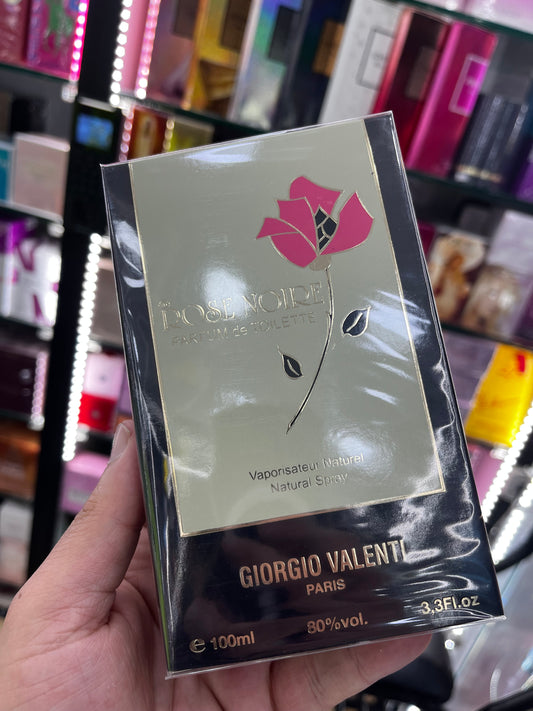 ROSE NOIRE
PARFUM de TOILETTE
Vaporisateur Naturel
Natural Spray
GIORGIO VALENTI
PARIS
e 100ml 80%vol. 3,3Fl.oz